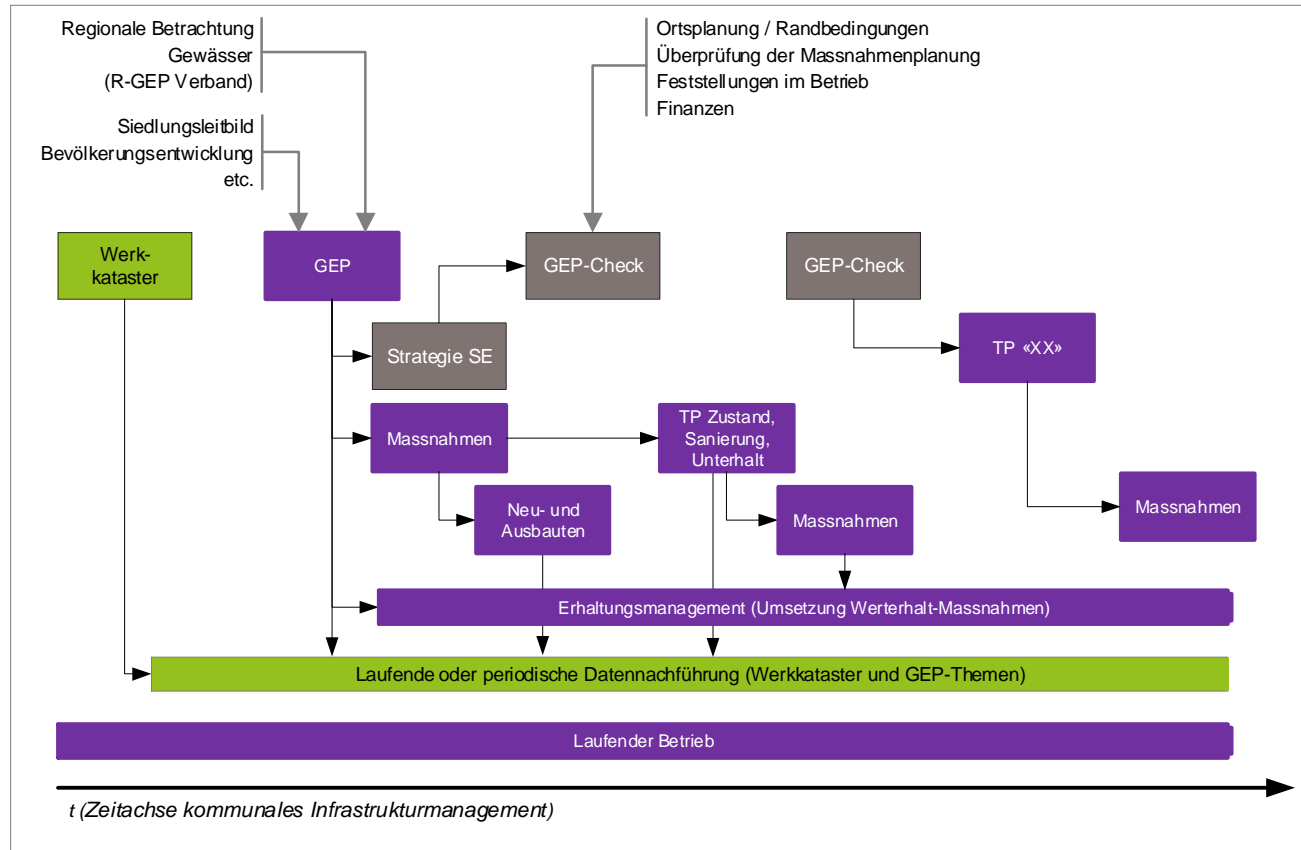 Regionale Betrachtung
Gewässer
(R-GEP Verband)
Siedlungsleitbild
Bevölkerungsentwicklung
etc.
Ortsplanung / Randbedingungen
Überprüfung der Massnahmenplanung
Feststellungen im Betrieb
Finanzen
Werk-
kataster
GEP
GEP-Check
GEP-Check
Strategie SE
TP «XX»
Massnahmen
TP Zustand,
Sanierung,
Unterhalt
Neu- und
Ausbauten
Massnahmen
Massnahmen
Erhaltungsmanagement (Umsetzung Werterhalt-Massnahmen)
Laufende oder periodische Datennachführung (Werkkataster und GEP-Themen)
Laufender Betrieb
t (Zeitachse kommunales Infrastrukturmanagement)